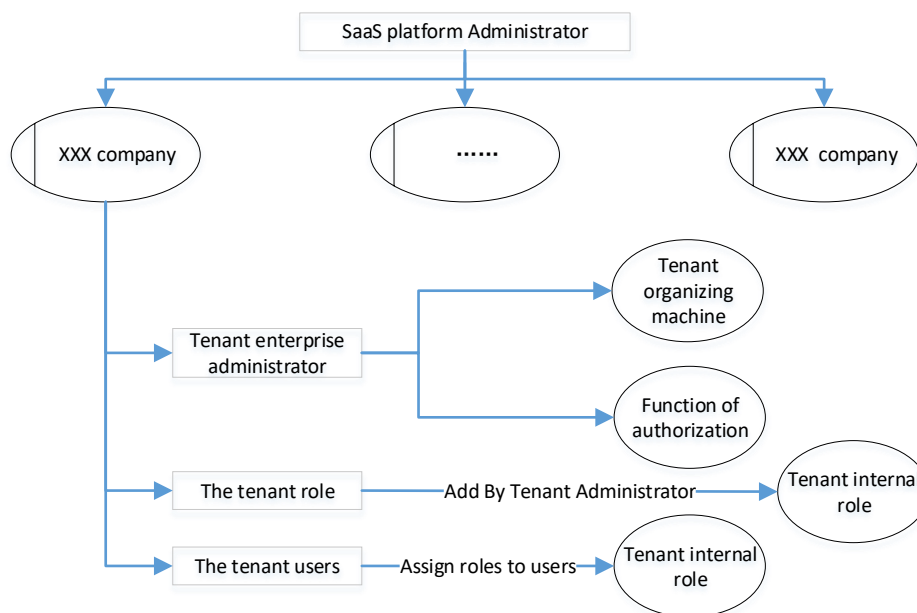 SaaS platform Administrator
XXX company
······
XXX company
Tenant
organizing
machine
Tenant enterprise
administrator
Function of
authorization
The tenant role
Add By Tenant Administrator
Tenant internal
role
The tenant users
Assign roles to users
Tenant internal
role